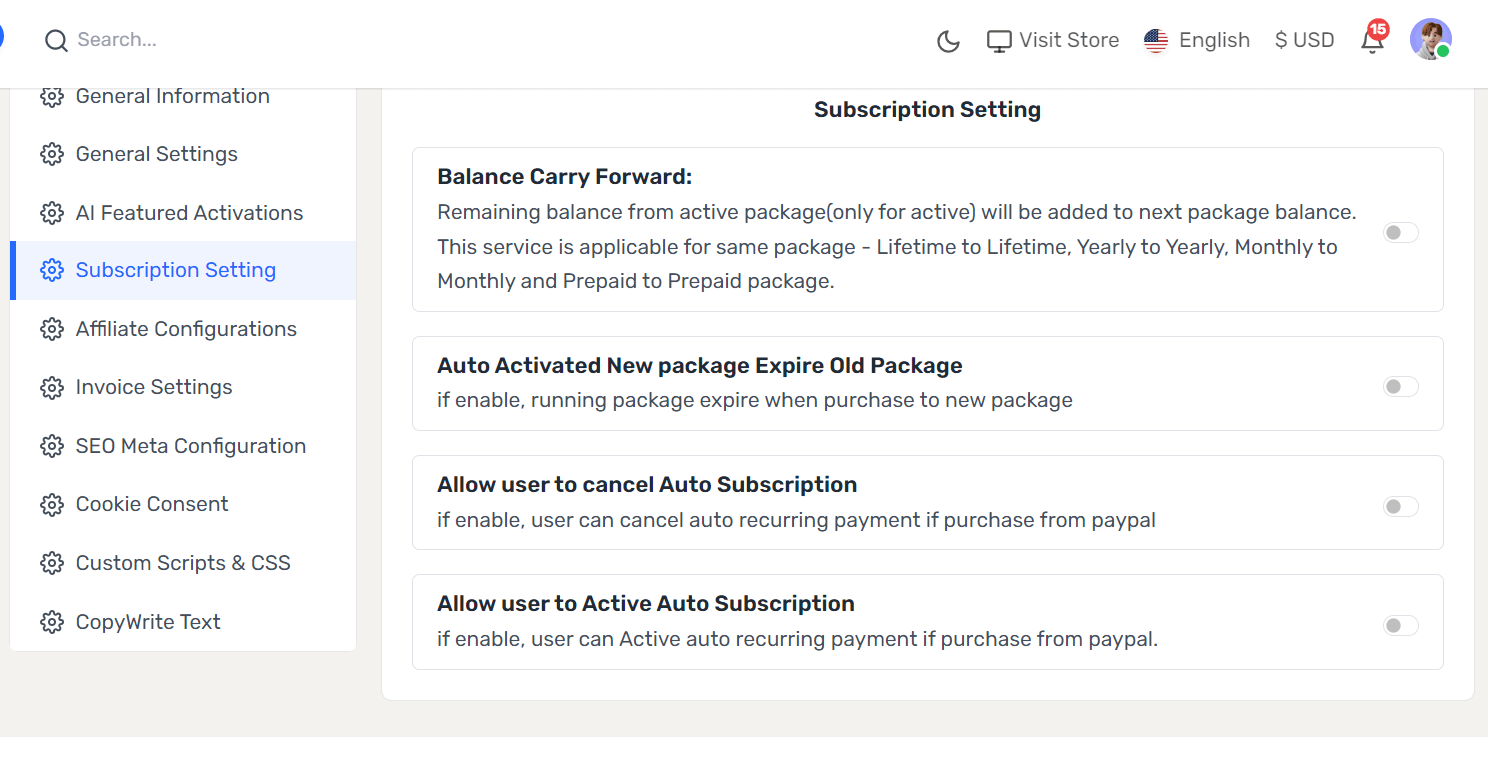 Search...
Visit Store
English
$ USD
15
General Information
General Settings
AI Featured Activations
Subscription Setting
Affiliate Configurations
Invoice Settings
SEO Meta Configuration
Cookie Consent
Custom Scripts & CSS
CopyWrite Text
Subscription Setting
Balance Carry Forward:
Remaining balance from active package(only for active) will be added to next package balance.
This service is applicable for same package - Lifetime to Lifetime, Yearly to Yearly, Monthly to
Monthly and Prepaid to Prepaid package.
Auto Activated New package Expire Old Package
if enable, running package expire when purchase to new package
Allow user to cancel Auto Subscription
if enable, user can cancel auto recurring payment if purchase from paypal
Allow user to Active Auto Subscription
if enable, user can Active auto recurring payment if purchase from paypal.